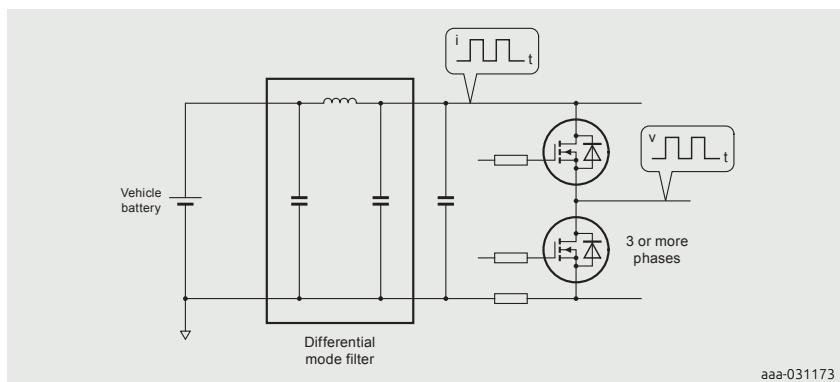 i
t
v
t
Vehicle
battery
3 or more
phases
Differential
mode filter
aaa-031173